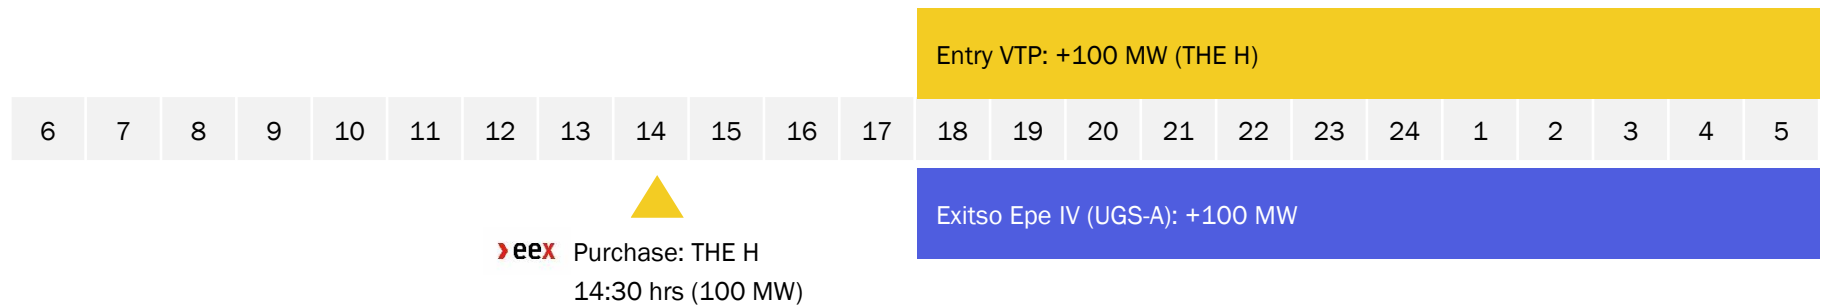 Entry VTP: +100 MW (THE H)
6 7 8 9 10 11 12 13 14 15 16 17 18 19 20 21 22 23 24 1 2 3 4 5
Exitso Epe IV (UGS-A): +100 MW
eex Purchase: THE H
14:30 hrs (100 MW)